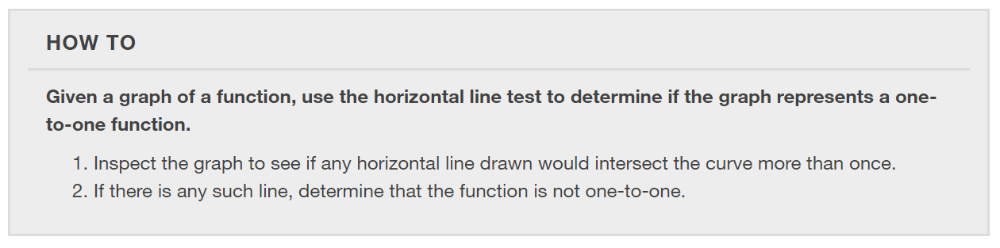 HOW TO
Given a graph of a function, use the horizontal line test to determine if the graph represents a one-
to-one function.
1. Inspect the graph to see if any horizontal line drawn would intersect the curve more than once.
2. If there is any such line, determine that the function is not one-to-one.